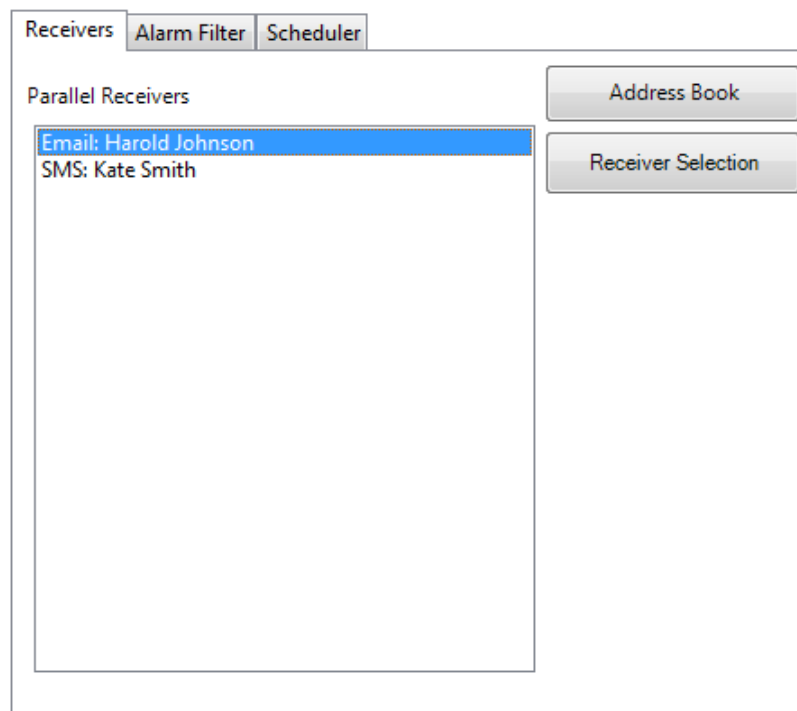 Receivers Alarm Filter Scheduler
Parallel Receivers
Address Book
Email: Harold Johnson
SMS: Kate Smith
Receiver Selection